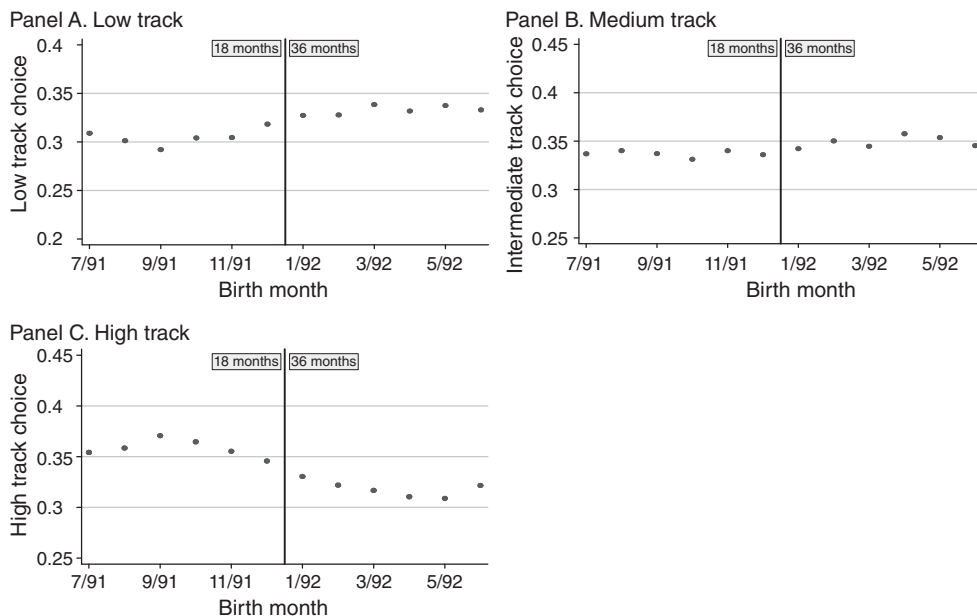 Panel A. Low track
0.4
0.35
0.3
0.25
0.2
Low track choice
18 months
36 months
7/91 9/91 11/91 1/92 3/92 5/92
Birth month
Panel B. Medium track
0.45
0.4
0.35
0.3
0.25
Intermediate track choice
18 months
36 months
7/91 9/91 11/91 1/92 3/92 5/92
Birth month
Panel C. High track
0.45
0.4
0.35
0.3
0.25
High track choice
18 months
36 months
7/91 9/91 11/91 1/92 3/92 5/92
Birth month